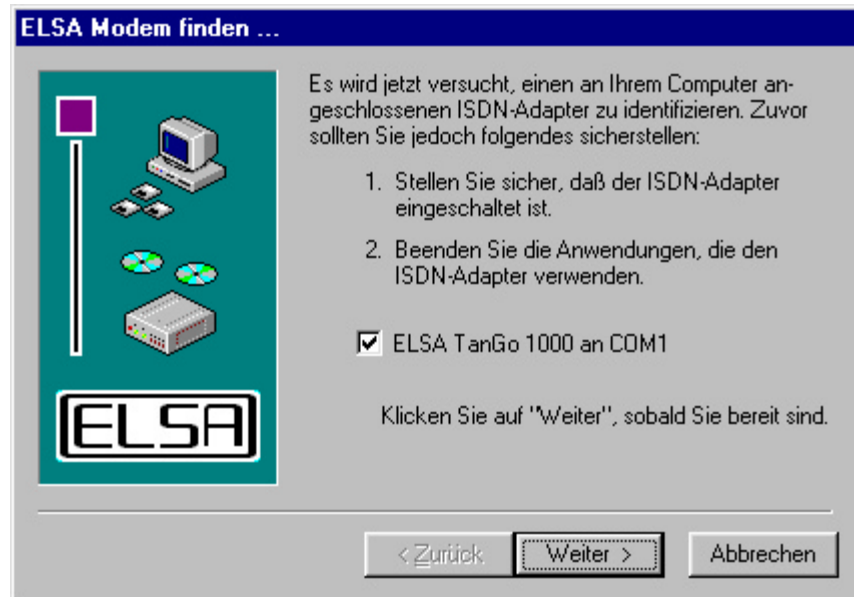 ELSA Modem finden ...
Es wird jetzt versucht, einen an Ihrem Computer an-
geschlossenen ISDN-Adapter zu identifizieren. Zuvor
sollten Sie jedoch folgendes sicherstellen:
1. Stellen Sie sicher, daß der ISDN-Adapter
eingeschaltet ist.
2. Beenden Sie die Anwendungen, die den
ISDN-Adapter verwenden.
ELSA TanGo 1000 an COM1
Klicken Sie auf "Weiter", sobald Sie bereit sind.
ELSA
< Zurück
Weiter >
Abbrechen